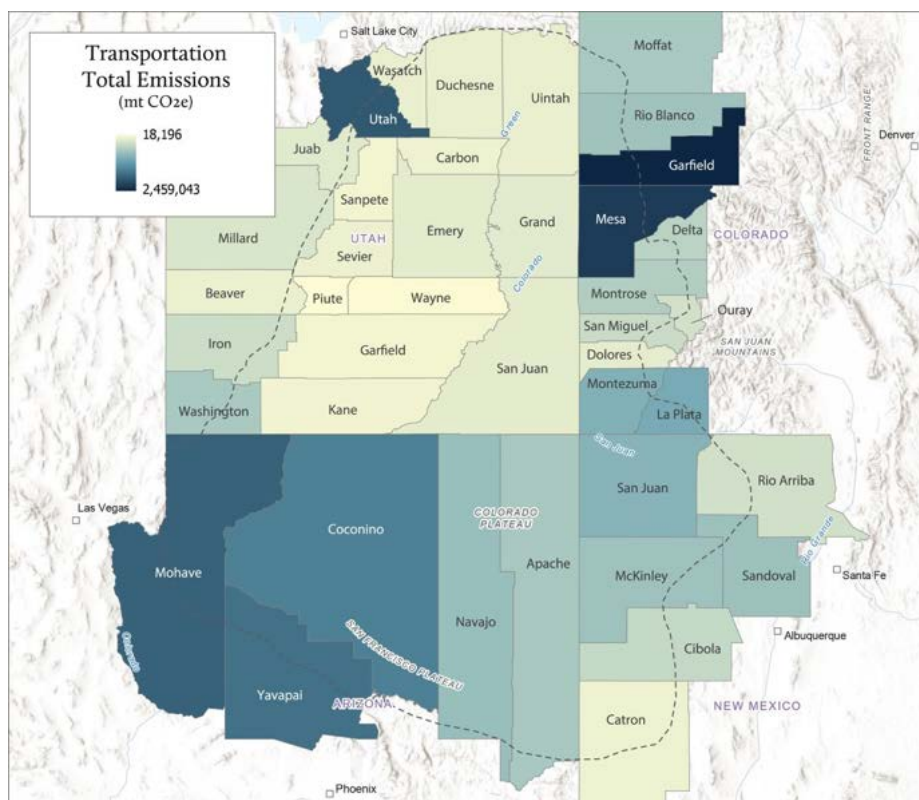 Transportation
Total Emissions
(mt CO2e)
18,196
2,459,043
Salt Lake City
Wasatch
Duchesne
Uintah
Moffat
Utah
Green
Rio Blanco
FRONT RANGE
Denver
Juab
Carbon
Garfield
Sanpete
Mesa
Millard
UTAH
Emery
Grand
Delta
COLORADO
Sevier
Colorado
Beaver
Piute
Wayne
Montrose
Ouray
San Miguel
SAN JUAN
MOUNTAINS
Iron
Garfield
San Juan
Dolores
Montezuma
Washington
Kane
La Plata
San Juan
Rio Arriba
San Juan
Las Vegas
COLORADO
PLATEAU
Coconino
Rio Grande
Mohave
Apache
McKinley
Sandoval
Santa Fe
Navajo
Albuquerque
Colorado
SAN FRANCISCO PLATEAU
Cibola
Yavapai
ARIZONA
NEW MEXICO
Catron
Phoenix